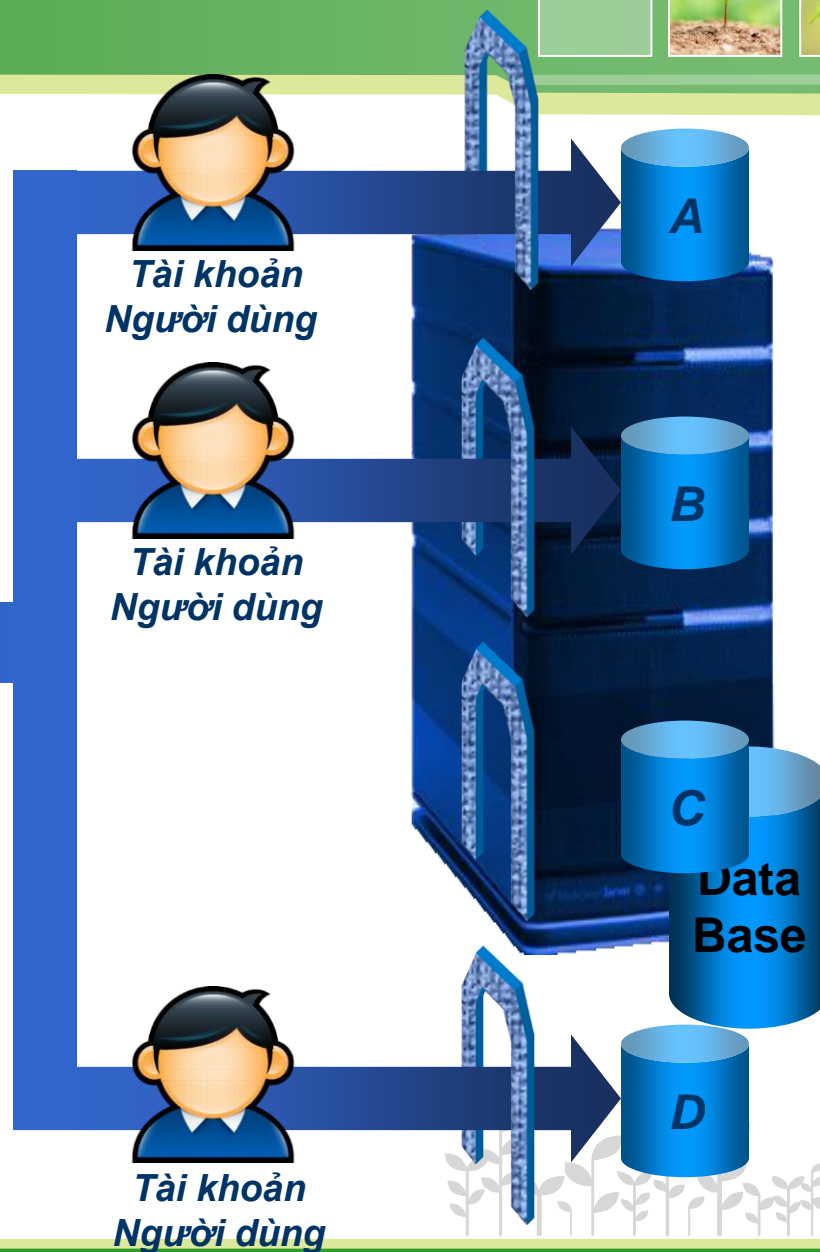 A
Tài khoản
Người dùng
B
Tài khoản
Người dùng
C
Data
Base
D
Tài khoản
Người dùng